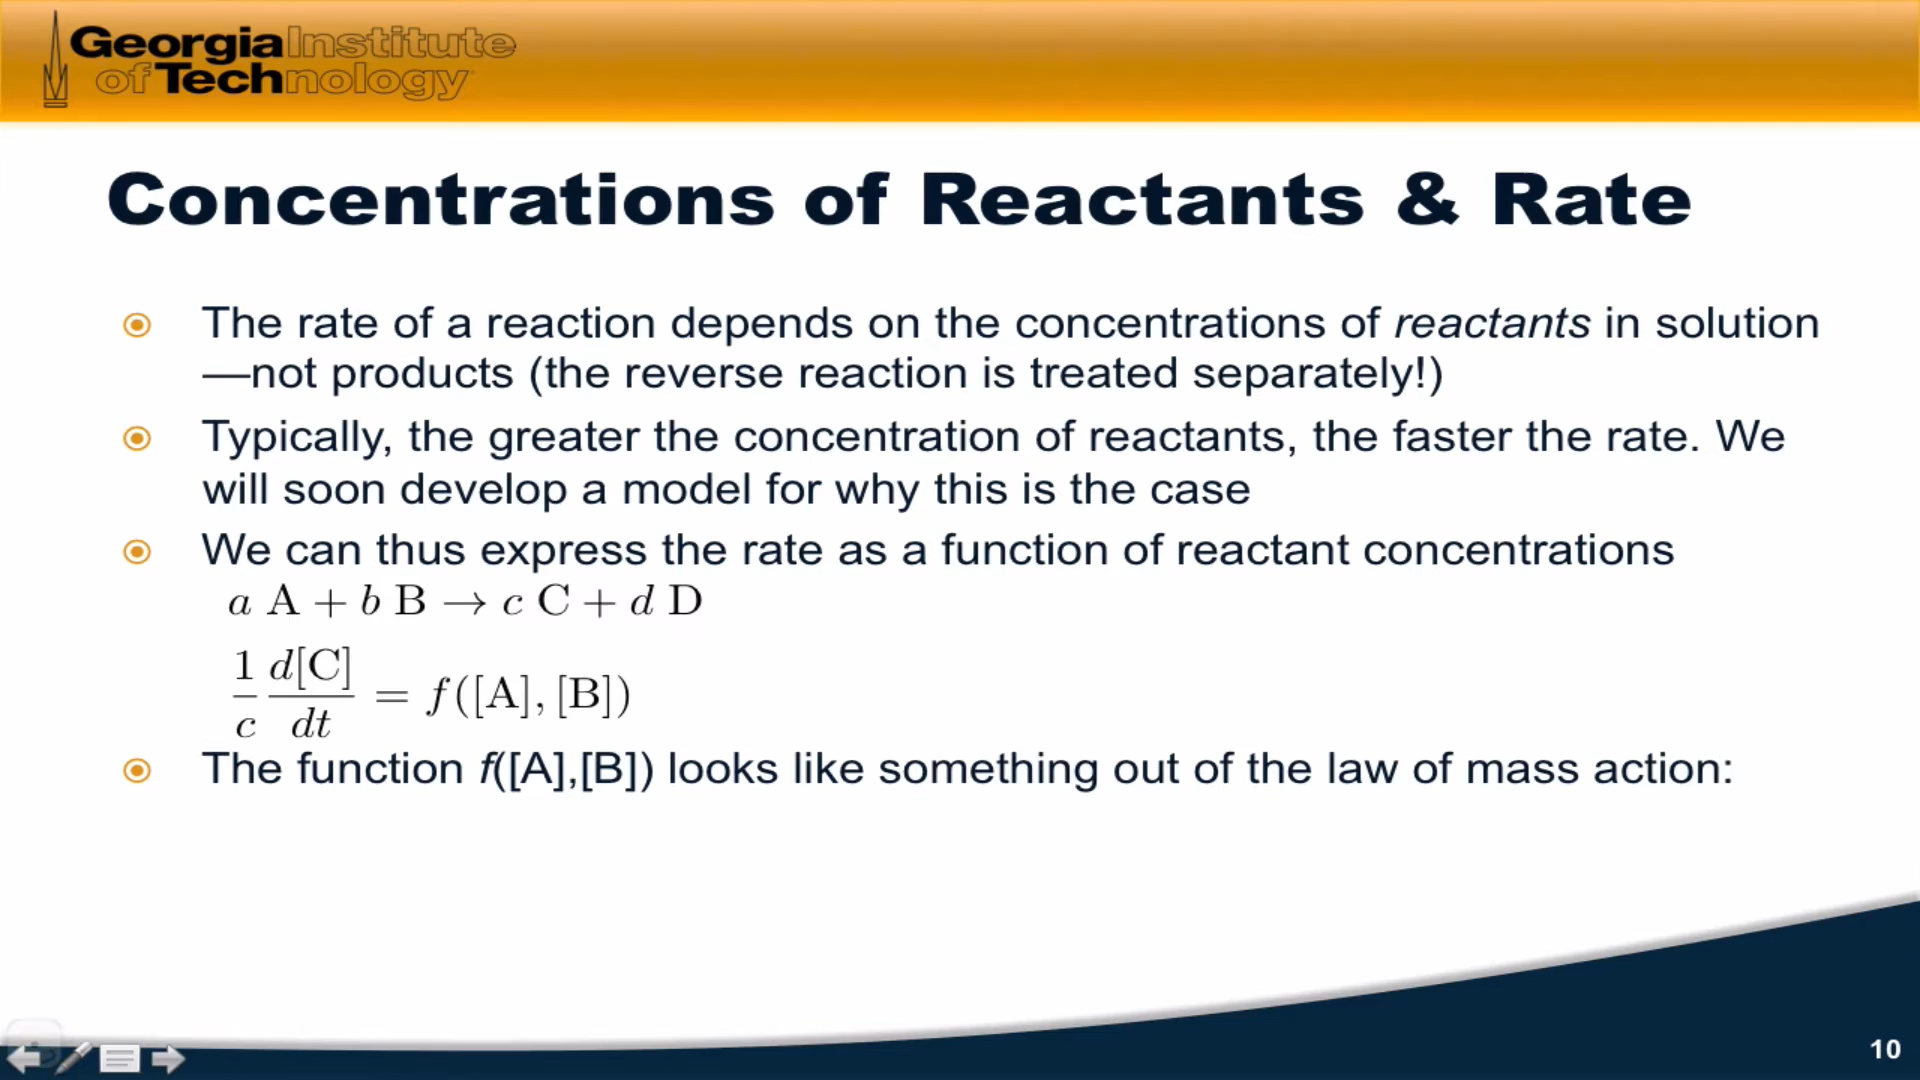 Georgia Institute
of Technology
Concentrations of Reactants & Rate
The rate of a reaction depends on the concentrations of reactants in solution
—not products (the reverse reaction is treated separately!)
Typically, the greater the concentration of reactants, the faster the rate. We
will soon develop a model for why this is the case
We can thus express the rate as a function of reactant concentrations
a A + b B → c C + d D
1/c d[C]/dt = f([A], [B])
The function f([A],[B]) looks like something out of the law of mass action:
10